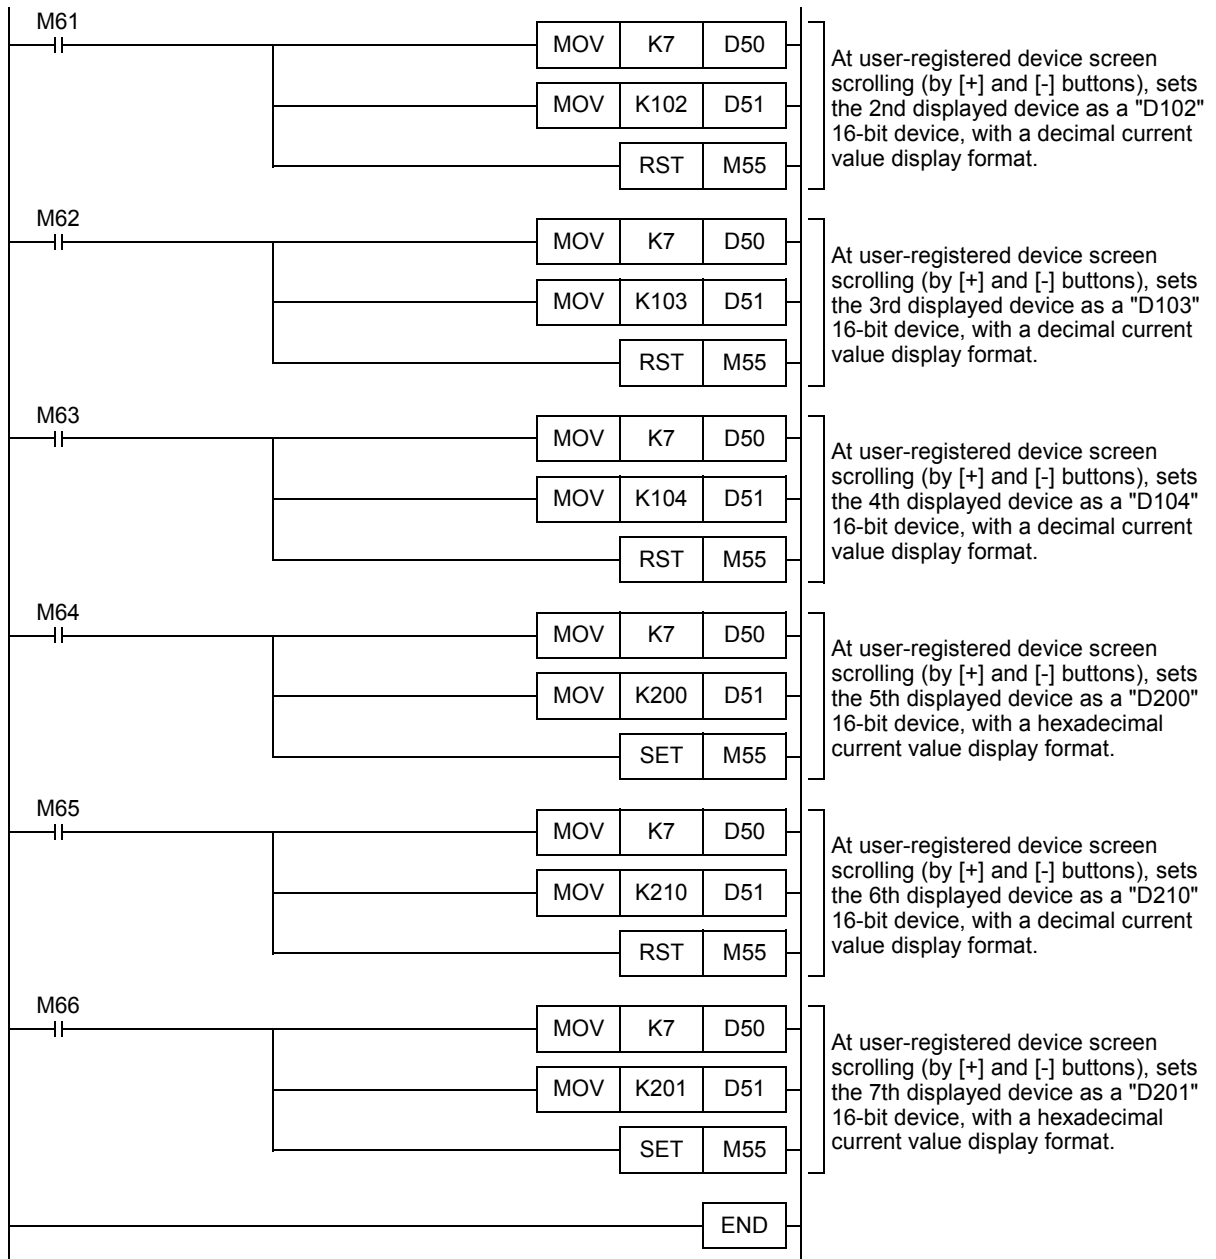 M61
MOV K7 D50
MOV K102 D51
RST M55
At user-registered device screen
scrolling (by [+] and [-] buttons), sets
the 2nd displayed device as a "D102"
16-bit device, with a decimal current
value display format.
M62
MOV K7 D50
MOV K103 D51
RST M55
At user-registered device screen
scrolling (by [+] and [-] buttons), sets
the 3rd displayed device as a "D103"
16-bit device, with a decimal current
value display format.
M63
MOV K7 D50
MOV K104 D51
RST M55
At user-registered device screen
scrolling (by [+] and [-] buttons), sets
the 4th displayed device as a "D104"
16-bit device, with a decimal current
value display format.
M64
MOV K7 D50
MOV K200 D51
SET M55
At user-registered device screen
scrolling (by [+] and [-] buttons), sets
the 5th displayed device as a "D200"
16-bit device, with a hexadecimal
current value display format.
M65
MOV K7 D50
MOV K210 D51
RST M55
At user-registered device screen
scrolling (by [+] and [-] buttons), sets
the 6th displayed device as a "D210"
16-bit device, with a decimal current
value display format.
M66
MOV K7 D50
MOV K201 D51
SET M55
At user-registered device screen
scrolling (by [+] and [-] buttons), sets
the 7th displayed device as a "D201"
16-bit device, with a hexadecimal
current value display format.
END